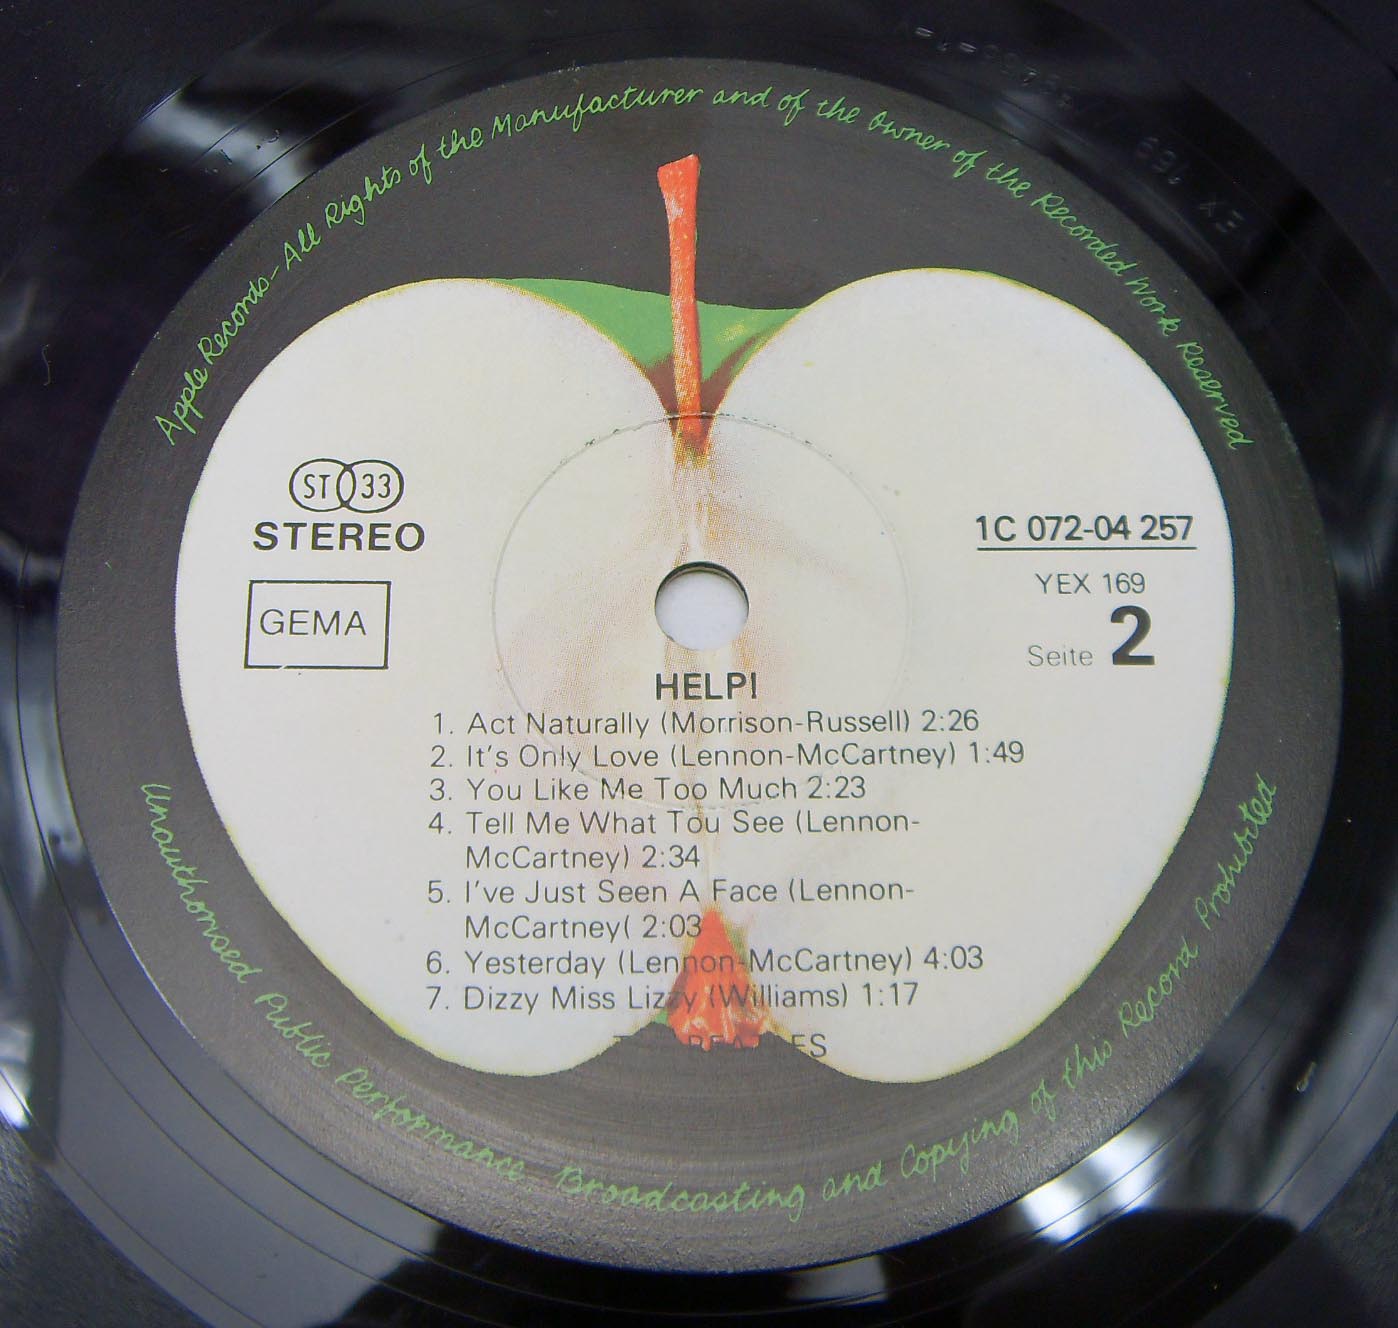 Apple Records - All Rights of the Manufacturer and of the Owner of the Recorded Work Reserved
ST 33
STEREO
GEMA
1C 072-04 257
YEX 169
Seite 2
HELP!
1. Act Naturally (Morrison-Russell) 2:26
2. It's Only Love (Lennon-McCartney) 1:49
3. You Like Me Too Much 2:23
4. Tell Me What Tou See (Lennon-
McCartney) 2:34
5. I've Just Seen A Face (Lennon-
McCartney( 2:03
6. Yesterday (Lennon-McCartney) 4:03
7. Dizzy Miss Lizzy (Williams) 1:17
Unauthorised Public Performance Broadcasting and Copying of this Record Prohibited